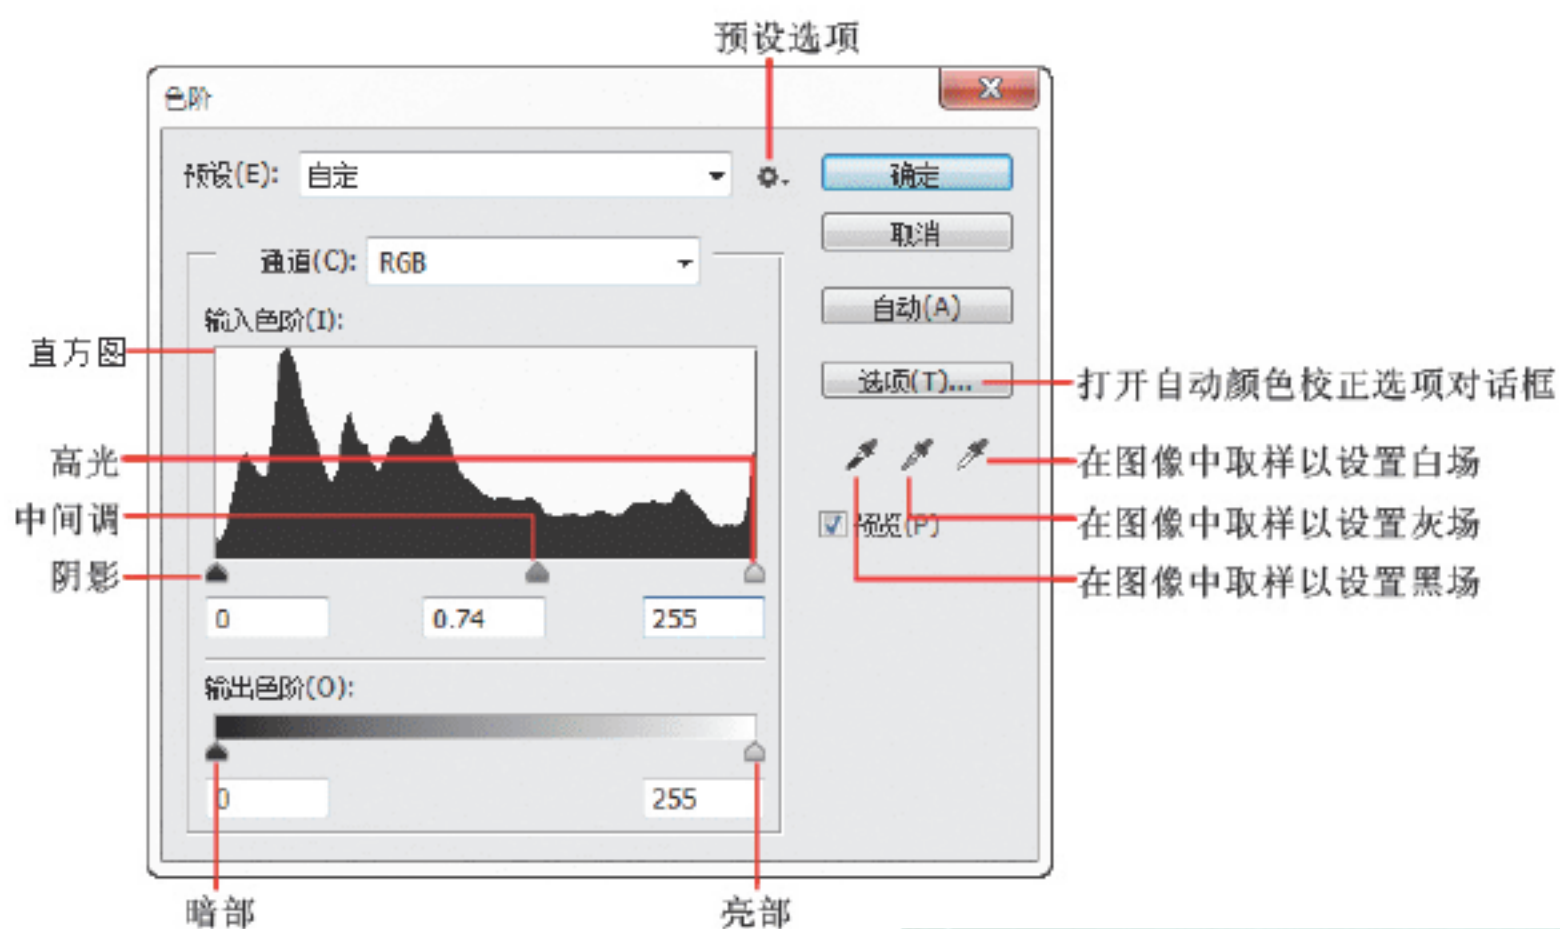 预设选项
色阶
预设(E): 自定
确定
取消
通道(C): RGB
自动(A)
输入色阶(I):
直方图
选项(T)...
打开自动颜色校正选项对话框
高光
在图像中取样以设置白场
中间调
预览(P)
在图像中取样以设置灰场
阴影
在图像中取样以设置黑场
0 0.74 255
输出色阶(O):
0 255
暗部 亮部